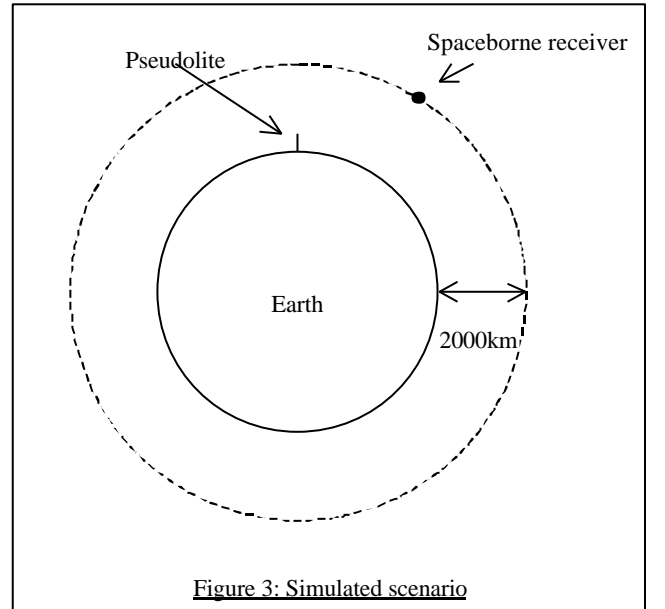 Spaceborne receiver
Pseudolite
Earth
2000km
Figure 3: Simulated scenario